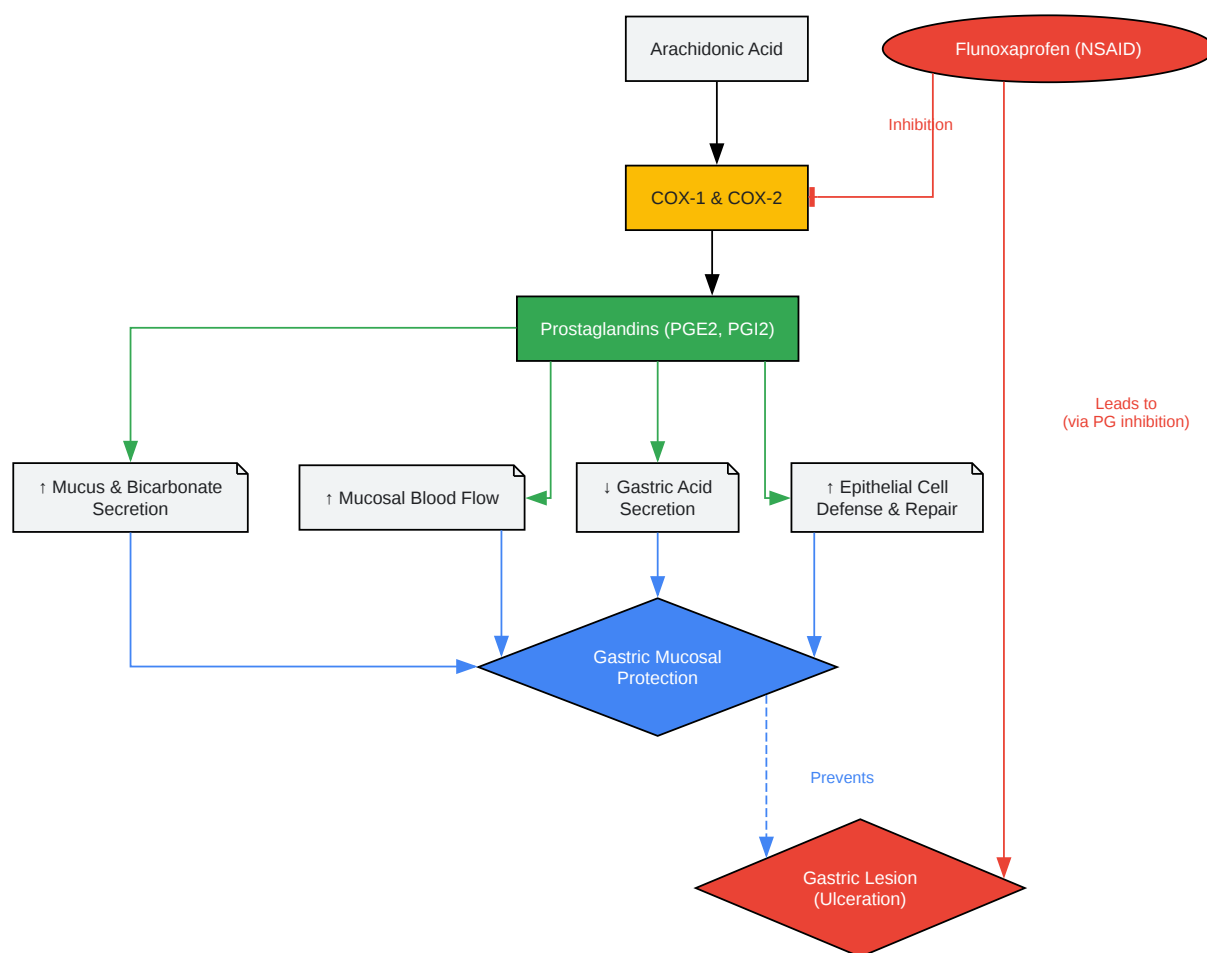 Arachidonic Acid
Flunoxaprofen (NSAID)
Inhibition
COX-1 & COX-2
Prostaglandins (PGE2, PGI2)
Leads to
(via PG inhibition)
↑ Mucus & Bicarbonate
Secretion
↑ Mucosal Blood Flow
↓ Gastric Acid
Secretion
↑ Epithelial Cell
Defense & Repair
Gastric Mucosal
Protection
Prevents
Gastric Lesion
(Ulceration)